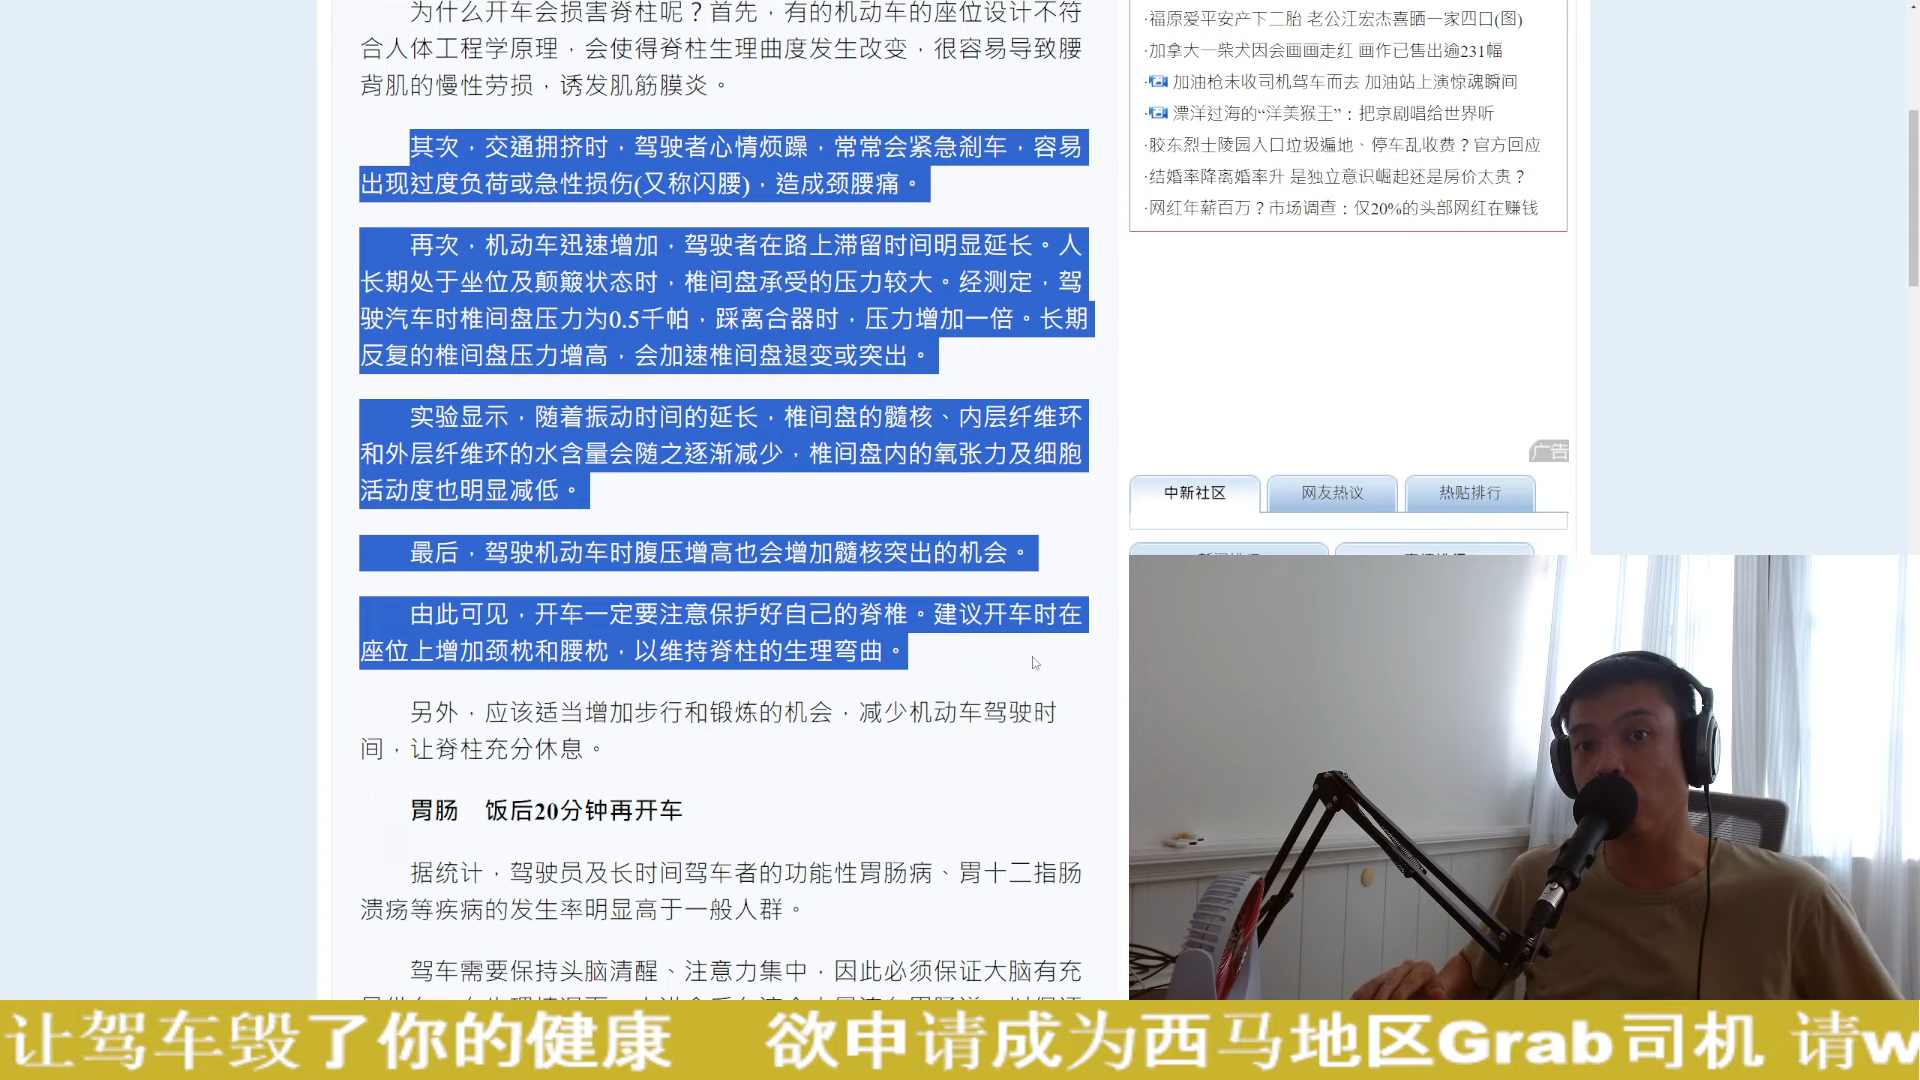 为什么开车会损害脊柱呢？首先，有的机动车的座位设计不符
合人体工程学原理，会使得脊柱生理曲度发生改变，很容易导致腰
背肌的慢性劳损，诱发肌筋膜炎。
其次，交通拥挤时，驾驶者心情烦躁，常常会紧急刹车，容易
出现过度负荷或急性损伤(又称闪腰)，造成颈腰痛。
再次，机动车迅速增加，驾驶者在路上滞留时间明显延长。人
长期处于坐位及颠簸状态时，椎间盘承受的压力较大。经测定，驾
驶汽车时椎间盘压力为0.5千帕，踩离合器时，压力增加一倍。长期
反复的椎间盘压力增高，会加速椎间盘退变或突出。
实验显示，随着振动时间的延长，椎间盘的髓核、内层纤维环
和外层纤维环的水含量会随之逐渐减少，椎间盘内的氧张力及细胞
活动度也明显减低。
最后，驾驶机动车时腹压增高也会增加髓核突出的机会。
由此可见，开车一定要注意保护好自己的脊椎。建议开车时在
座位上增加颈枕和腰枕，以维持脊柱的生理弯曲。
另外，应该适当增加步行和锻炼的机会，减少机动车驾驶时
间，让脊柱充分休息。
胃肠　饭后20分钟再开车
据统计，驾驶员及长时间驾车者的功能性胃肠病、胃十二指肠
溃疡等疾病的发生率明显高于一般人群。
驾车需要保持头脑清醒、注意力集中，因此必须保证大脑有充
·福原爱平安产下二胎 老公江宏杰喜晒一家四口(图)
·加拿大一柴犬因会画画走红 画作已售出逾231幅
·加油枪未收司机驾车而去 加油站上演惊魂瞬间
·漂洋过海的“洋美猴王”：把京剧唱给世界听
·胶东烈士陵园入口垃圾遍地、停车乱收费？官方回应
·结婚率降离婚率升 是独立意识崛起还是房价太贵？
·网红年薪百万？市场调查：仅20%的头部网红在赚钱
广告
中新社区 网友热议 热贴排行
让驾车毁了你的健康 欲申请成为西马地区Grab司机 请w